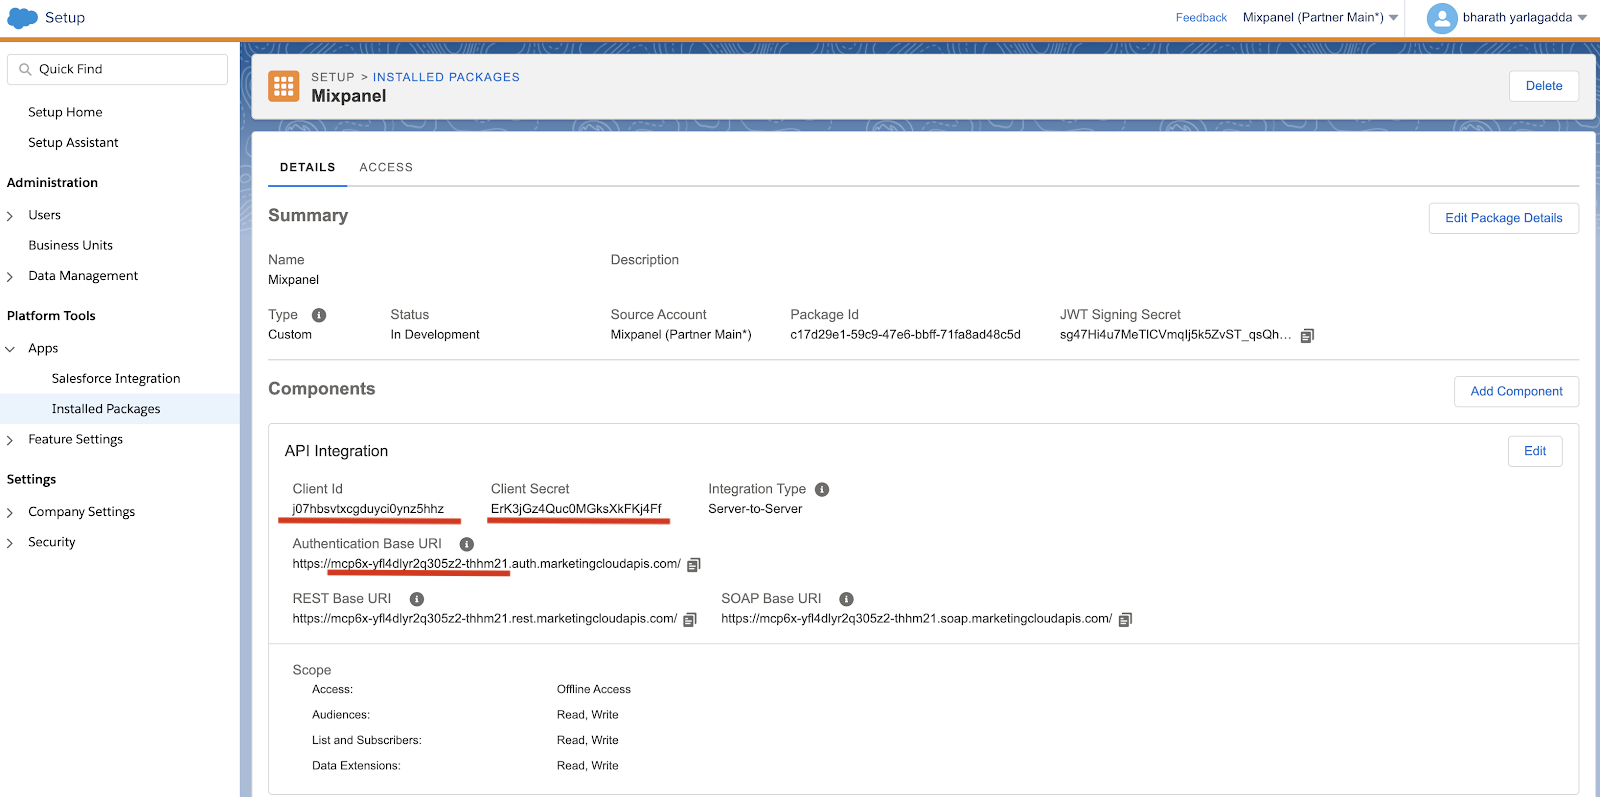 Setup
Feedback
Mixpanel (Partner Main*)
bharath yarlagadda
Quick Find
Setup Home
Setup Assistant
Administration
Users
Business Units
Data Management
Platform Tools
Apps
Salesforce Integration
Installed Packages
Feature Settings
Settings
Company Settings
Security
SETUP > INSTALLED PACKAGES
Mixpanel
Delete
DETAILS ACCESS
Summary
Edit Package Details
Name Description
Mixpanel
Type Status Source Account Package Id JWT Signing Secret
Custom In Development Mixpanel (Partner Main*) c17d29e1-59c9-47e6-bbff-71fa8ad48c5d sg47Hi4u7MeTlCVmqIj5k5ZvST_qsQh...
Components
Add Component
API Integration
Edit
Client Id Client Secret Integration Type
j07hbsvtxcgduyci0ynz5hhz ErK3jGz4Quc0MGksXkFKj4Ff Server-to-Server
Authentication Base URI
https://mcp6x-yfl4dlyr2q305z2-thhm21.auth.marketingcloudapis.com/
REST Base URI SOAP Base URI
https://mcp6x-yfl4dlyr2q305z2-thhm21.rest.marketingcloudapis.com/ https://mcp6x-yfl4dlyr2q305z2-thhm21.soap.marketingcloudapis.com/
Scope
Access: Offline Access
Audiences: Read, Write
List and Subscribers: Read, Write
Data Extensions: Read, Write